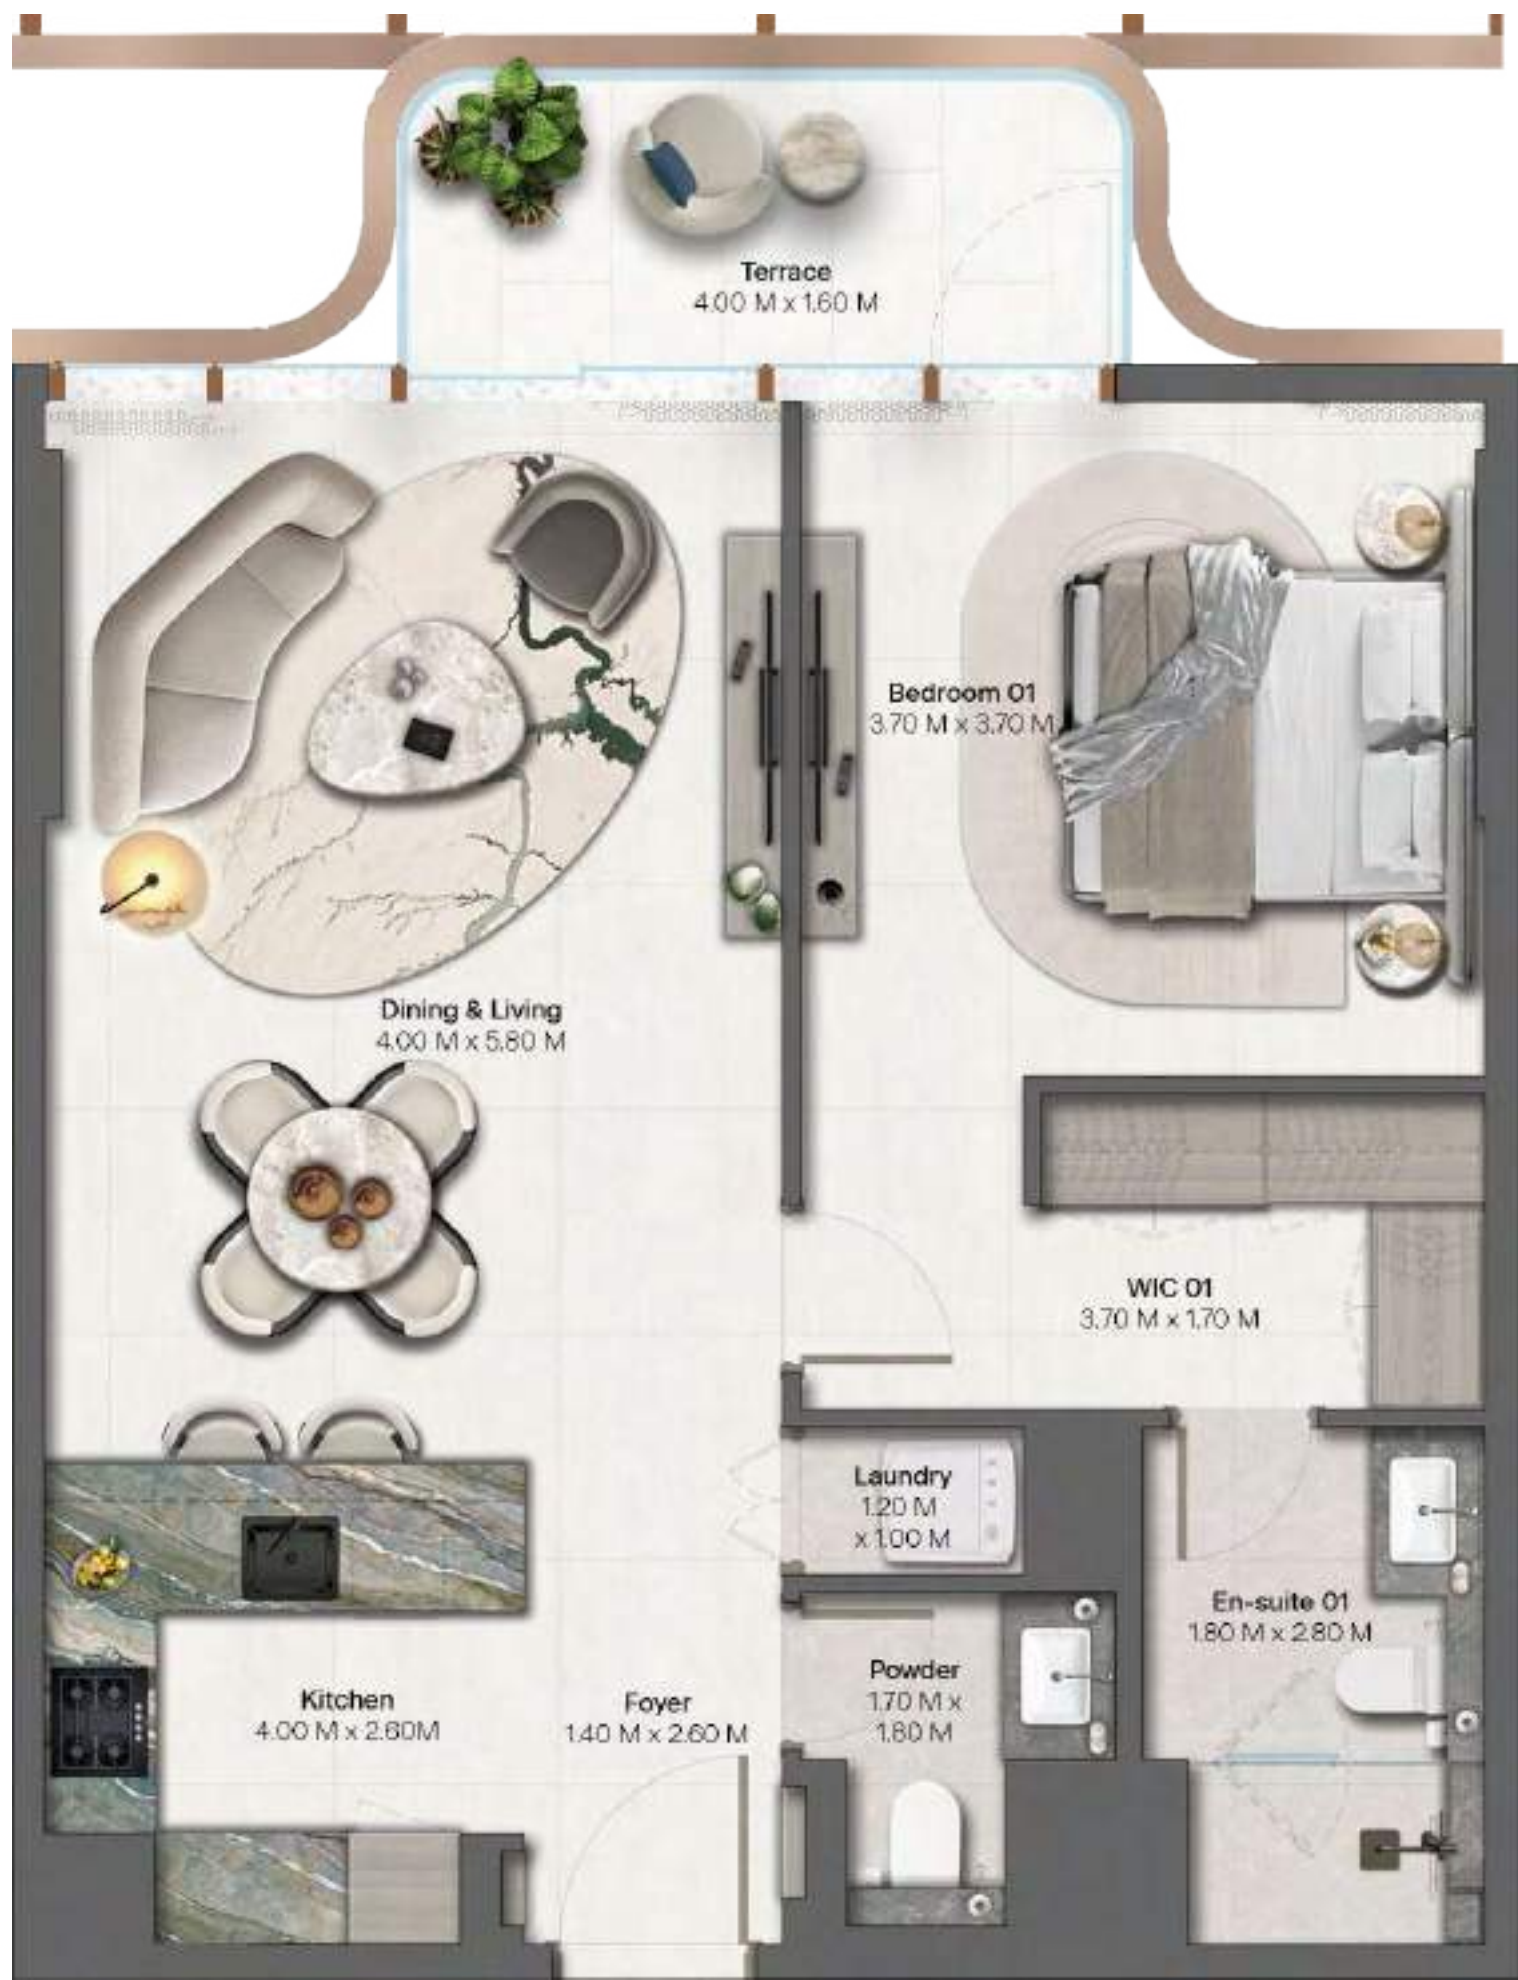 Terrace
4.00 M x 1.60 M
Bedroom 01
3.70 M x 3.70 M
Dining & Living
4.00 M x 5.80 M
WIC 01
3.70 M x 1.70 M
Laundry
1.20 M
x 1.00 M
En-suite 01
1.80 M x 2.80 M
Powder
1.70 M x
1.80 M
Kitchen
4.00 M x 2.60M
Foyer
1.40 M x 2.60 M